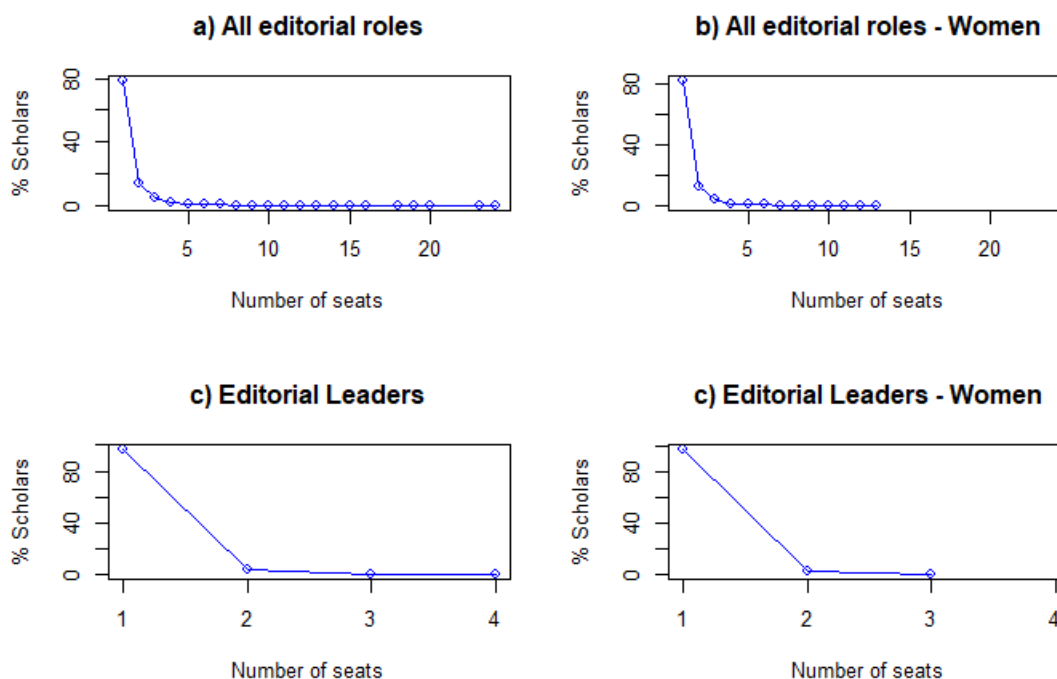 a) All editorial roles
% Scholars
80
40
0
5 10 15 20
Number of seats
b) All editorial roles - Women
% Scholars
80
40
0
5 10 15 20
Number of seats
c) Editorial Leaders
% Scholars
80
40
0
1 2 3 4
Number of seats
c) Editorial Leaders - Women
% Scholars
80
40
0
1 2 3 4
Number of seats